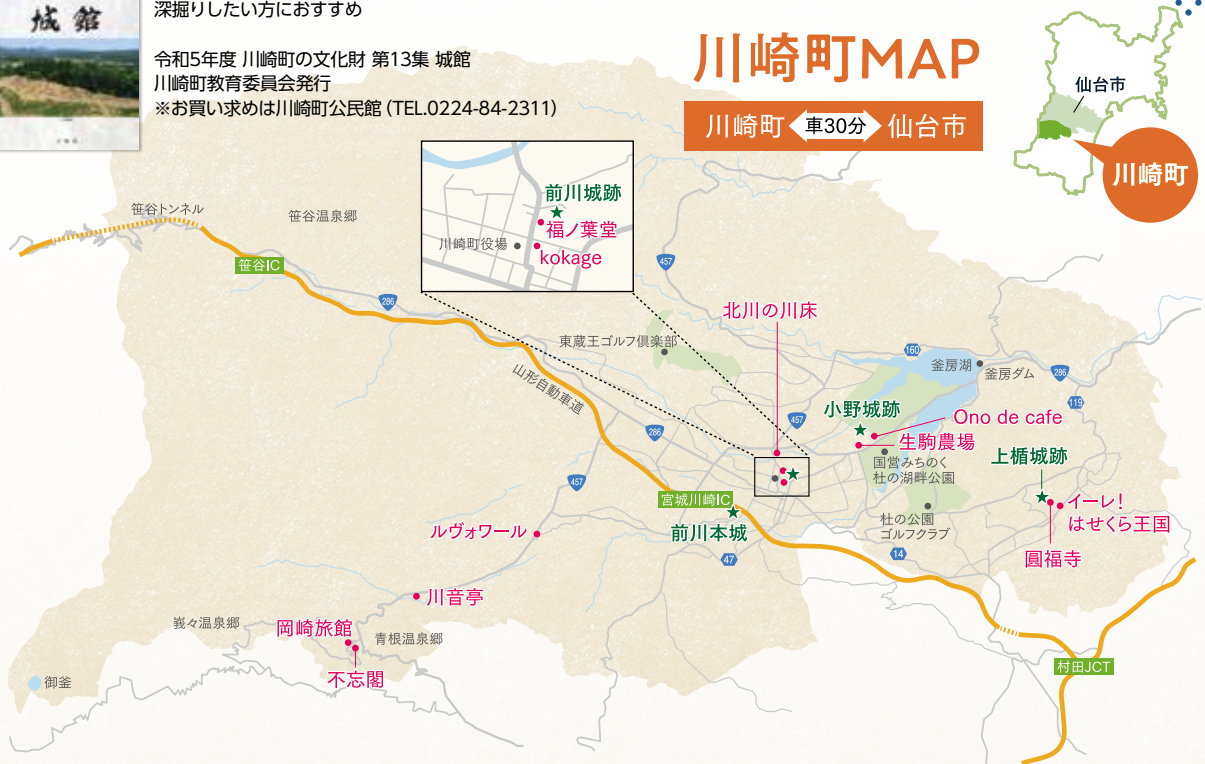 城館
深掘りしたい方におすすめ
令和5年度 川崎町の文化財 第13集 城館
川崎町教育委員会発行
※お買い求めは川崎町公民館（TEL.0224-84-2311）
川崎町MAP
川崎町 車30分 仙台市
仙台市
川崎町
笹谷トンネル
笹谷温泉郷
笹谷IC
286
前川城跡
福ノ葉堂
川崎町役場
kokage
457
北川の川床
東蔵王ゴルフ倶楽部
山形自動車道
160
釜房湖
釜房ダム
286
119
小野城跡
Ono de cafe
生駒農場
457
286
国営みちのく
杜の湖畔公園
上楯城跡
イーレ！
はせくら王国
圓福寺
杜の公園
ゴルフクラブ
14
457
宮城川崎IC
前川本城
47
ルヴォワール
川音亭
峩々温泉郷
岡崎旅館
青根温泉郷
不忘閣
御釜
村田JCT